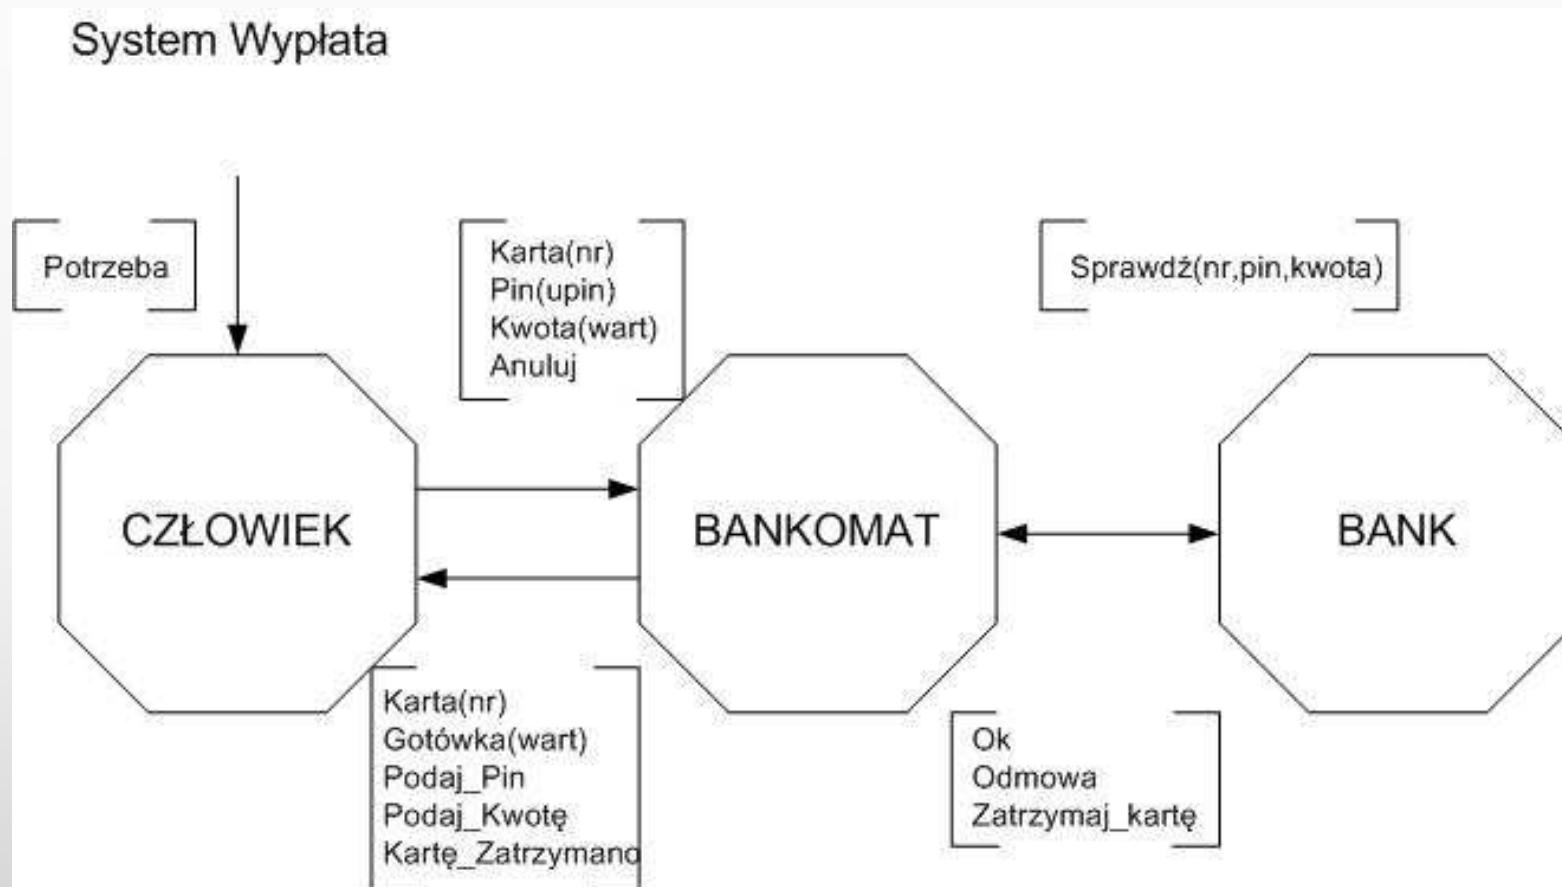 System Wypłata
Potrzeba
Karta(nr)
Pin(upin)
Kwota(wart)
Anuluj
Sprawdź(nr,pin,kwota)
CZŁOWIEK
BANKOMAT
BANK
Karta(nr)
Gotówka(wart)
Podaj_Pin
Podaj_Kwotę
Kartę_Zatrzymano
Ok
Odmowa
Zatrzymaj_kartę